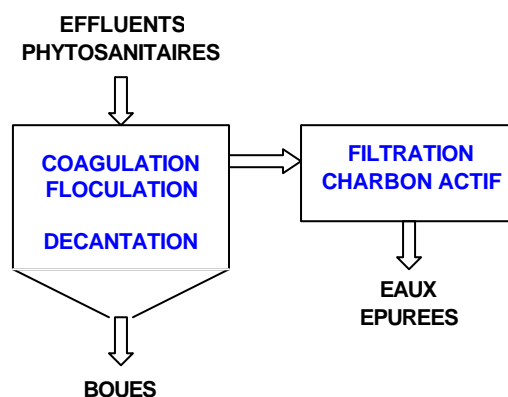 EFFLUENTS
PHYTOSANITAIRES
COAGULATION
FLOCULATION
DECANTATION
FILTRATION
CHARBON ACTIF
EAUX
EPUREES
BOUES